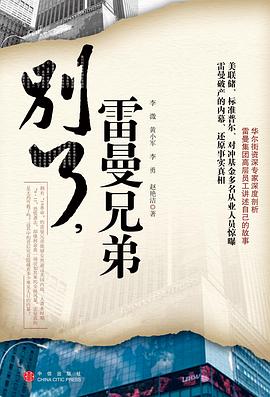 别了,
雷曼兄弟
华尔街资深专家深度剖析
雷曼集团高层员工讲述自己的故事
美联储、标准普尔、对冲基金多名从业人员惊曝
雷曼破产的内幕 还原事实真相
李 微 黄小军 李 勇 赵艳洁◎著
中信出版社
CHINA CITIC PRESS